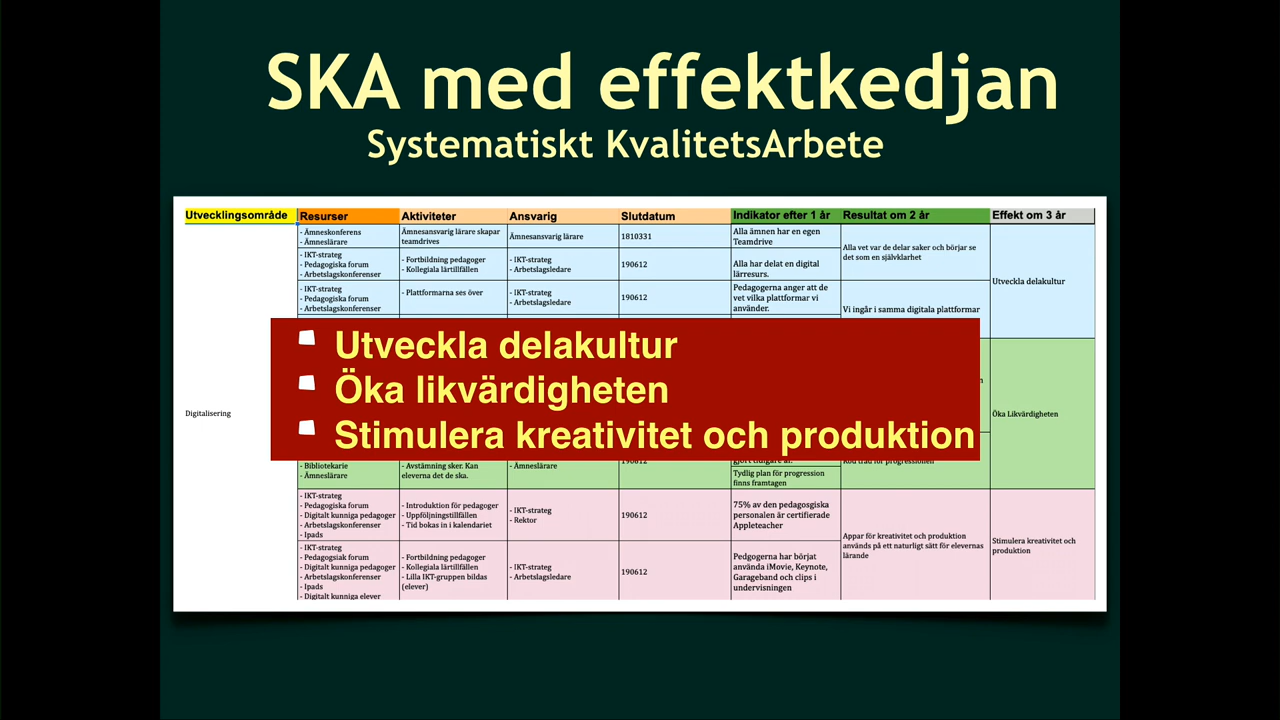 SKA med effektkedjan
Systematiskt KvalitetsArbete
Utvecklingsområde Resurser Aktiviteter Ansvarig Slutdatum Indikator efter 1 år Resultat om 2 år Effekt om 3 år
- Ämneskonferens
- Ämneslärare
Ämnesansvarig lärare skapar
teamdrives
Ämnesansvarig lärare
1810331
Alla ämnen har en egen
Teamdrive
Alla vet var de delar saker och börjar se
det som en självklarhet
Utveckla delakultur
- IKT-strateg
- Pedagogiska forum
- Arbetslagskonferenser
- Fortbildning pedagoger
- Kollegiala lärtillfällen
- IKT-strateg
- Arbetslagsledare
190612
Alla har delat en digital
lärresurs.
- IKT-strateg
- Pedagogiska forum
- Arbetslagskonferenser
- Plattformarna ses över
- IKT-strateg
- Arbetslagsledare
190612
Pedagogerna anger att de
vet vilka plattformar vi
använder.
Vi ingår i samma digitala plattformar
Utveckla delakultur
Öka likvärdigheten
Stimulera kreativitet och produktion
Digitalisering
Öka Likvärdigheten
- Bibliotekarie
- Ämneslärare
- Avstämning sker. Kan
eleverna det de ska.
- Ämneslärare
190612
Tydlig plan för progression
finns framtagen
- IKT-strateg
- Pedagogiska forum
- Digitalt kunniga pedagoger
- Arbetslagskonferenser
- Ipads
- Introduktion för pedagoger
- Uppföljningstillfällen
- Tid bokas in i kalendariet
- IKT-strateg
- Rektor
190612
75% av den pedagosgiska
personalen är certifierade
Appleteacher
Appar för kreativitet och produktion
används på ett naturligt sätt för elevernas
lärande
Stimulera kreativitet och
produktion
- IKT-strateg
- Pedagogsiak forum
- Digitalt kunniga pedagoger
- Arbetslagskonferenser
- Ipads
- Digitalt kunniga elever
- Fortbildning pedagoger
- Kollegiala lärtillfällen
- Lilla IKT-gruppen bildas
(elever)
- IKT-strateg
- Arbetslagsledare
190612
Pedgogerna har börjat
använda iMovie, Keynote,
Garageband och clips i
undervisningen